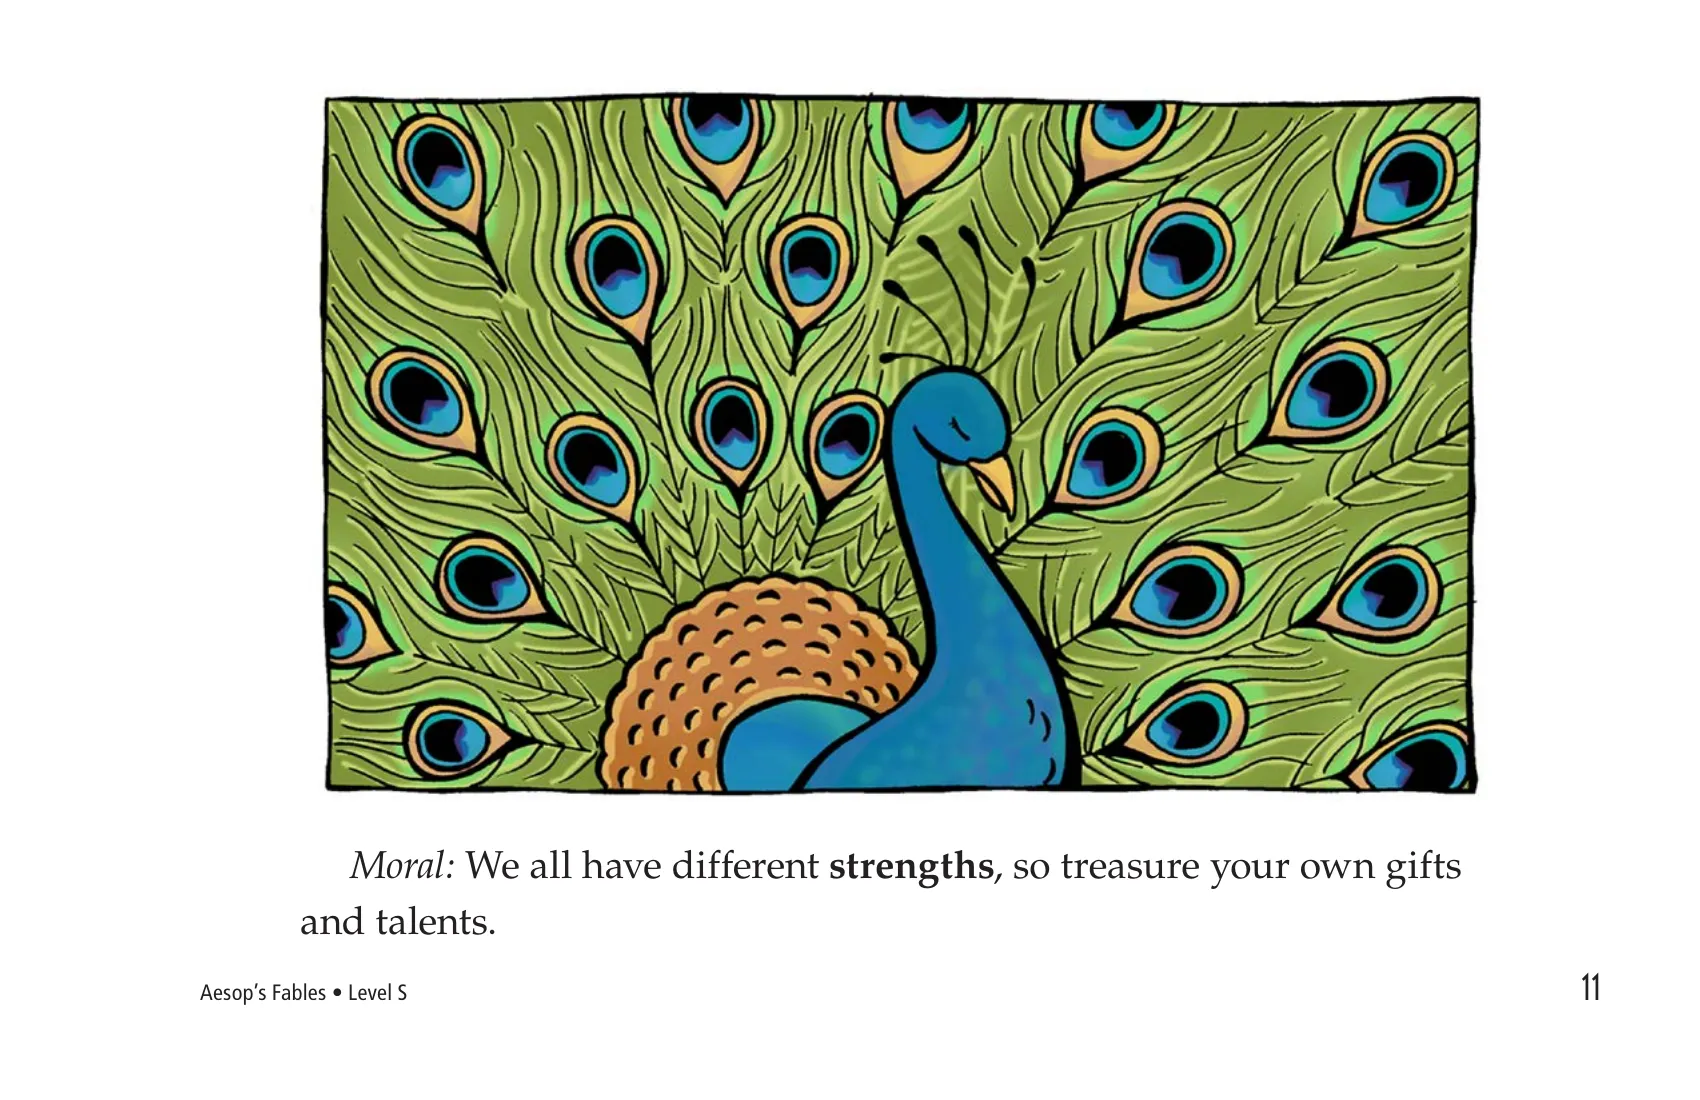 Moral: We all have different strengths, so treasure your own gifts
and talents.
Aesop’s Fables • Level S
11